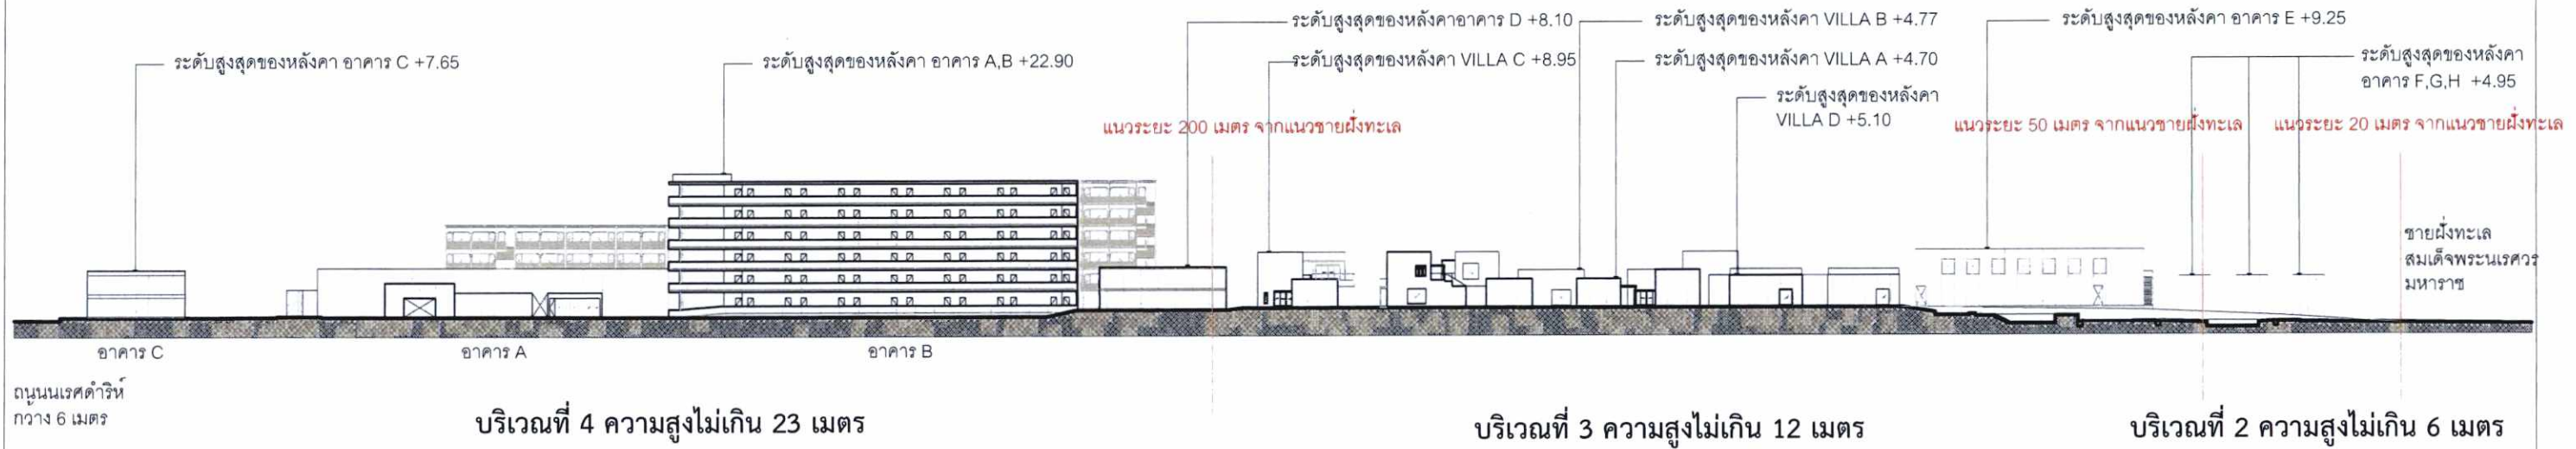 ระดับสูงสุดของหลังคาอาคาร D +8.10
ระดับสูงสุดของหลังคา VILLA B +4.77
ระดับสูงสุดของหลังคา อาคาร E +9.25
ระดับสูงสุดของหลังคา อาคาร C +7.65
ระดับสูงสุดของหลังคา อาคาร A,B +22.90
ระดับสูงสุดของหลังคา VILLA C +8.95
ระดับสูงสุดของหลังคา VILLA A +4.70
ระดับสูงสุดของหลังคา
อาคาร F,G,H +4.95
ระดับสูงสุดของหลังคา
VILLA D +5.10
แนวระยะ 200 เมตร จากแนวชายฝั่งทะเล
แนวระยะ 50 เมตร จากแนวชายฝั่งทะเล
แนวระยะ 20 เมตร จากแนวชายฝั่งทะเล
ชายฝั่งทะเล
สมเด็จพระนเรศวร
มหาราช
อาคาร C
อาคาร A
อาคาร B
ถนนนเรศดำริห์
กว้าง 6 เมตร
บริเวณที่ 4 ความสูงไม่เกิน 23 เมตร
บริเวณที่ 3 ความสูงไม่เกิน 12 เมตร
บริเวณที่ 2 ความสูงไม่เกิน 6 เมตร